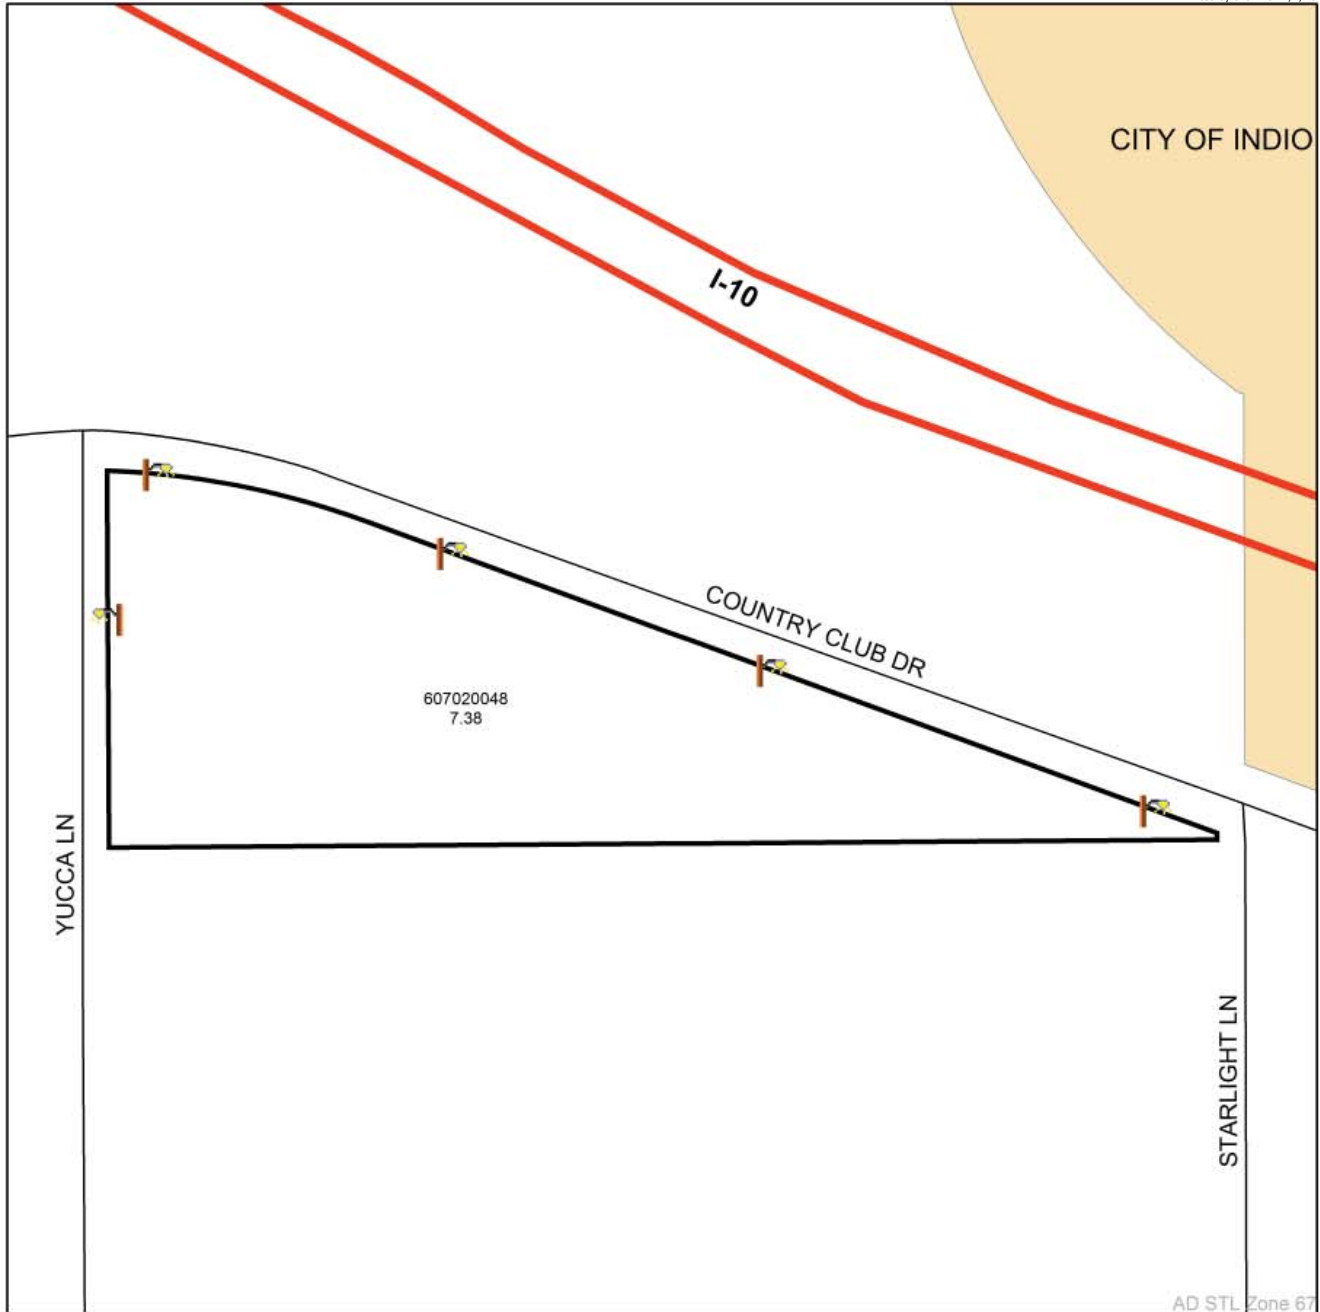 CITY OF INDIO
I-10
COUNTRY CLUB DR
607020048
7.38
YUCCA LN
STARLIGHT LN
AD STL Zone 67